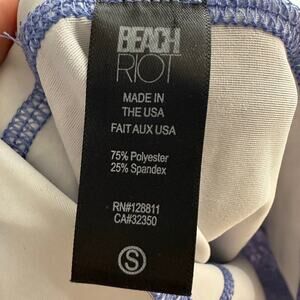 BEACH
RIOT
MADE IN
THE USA
FAIT AUX USA
75% Polyester
25% Spandex
RN#128811
CA#32350
S